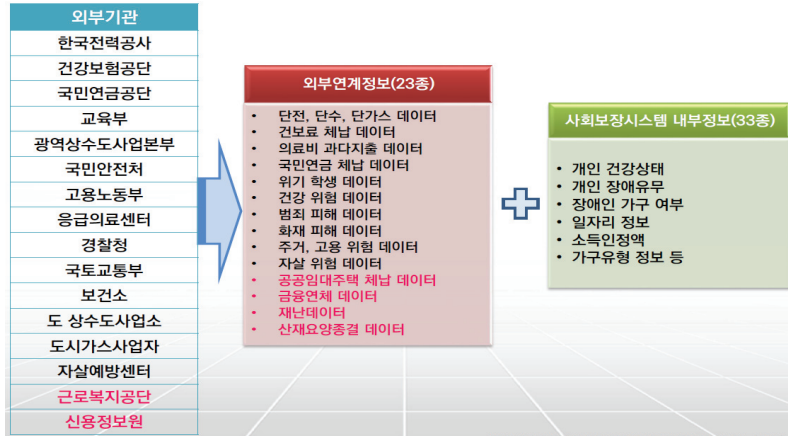 외부기관
한국전력공사
건강보험공단
국민연금공단
교육부
광역상수도사업본부
국민안전처
고용노동부
응급의료센터
경찰청
국토교통부
보건소
도 상수도사업소
도시가스사업자
자살예방센터
근로복지공단
신용정보원
외부연계정보(23종)
• 단전, 단수, 단가스 데이터
• 건보료 체납 데이터
• 의료비 과다지출 데이터
• 국민연금 체납 데이터
• 위기 학생 데이터
• 건강 위험 데이터
• 범죄 피해 데이터
• 화재 피해 데이터
• 주거, 고용 위험 데이터
• 자살 위험 데이터
• 공공임대주택 체납 데이터
• 금융연체 데이터
• 재난데이터
• 산재요양종결 데이터
사회보장시스템 내부정보(33종)
• 개인 건강상태
• 개인 장애유무
• 장애인 가구 여부
• 일자리 정보
• 소득인정액
• 가구유형 정보 등